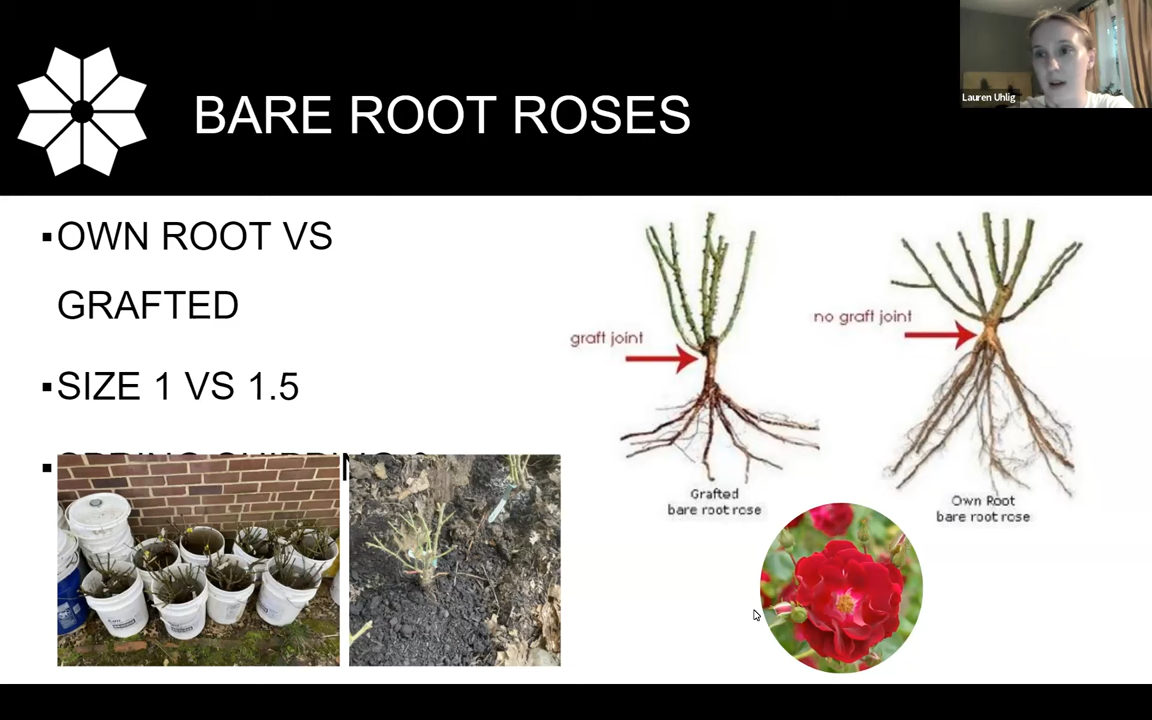 Lauren Uhlig
BARE ROOT ROSES
▪OWN ROOT VS
GRAFTED
▪SIZE 1 VS 1.5
graft joint
no graft joint
Grafted
bare root rose
Own Root
bare root rose